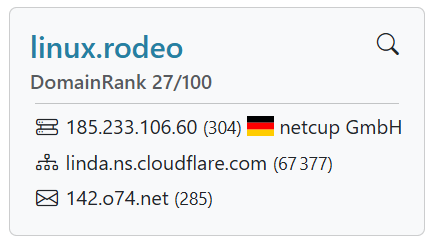 linux.rodeo
DomainRank 27/100
185.233.106.60 (304) netcup GmbH
linda.ns.cloudflare.com (67 377)
142.o74.net (285)